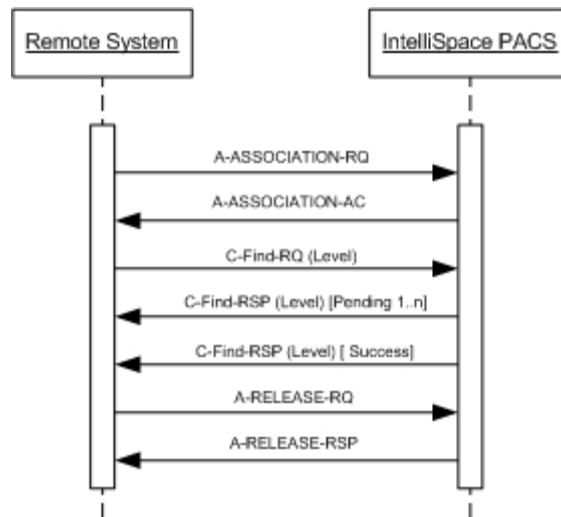 Remote System
IntelliSpace PACS
A-ASSOCIATION-RQ
A-ASSOCIATION-AC
C-Find-RQ (Level)
C-Find-RSP (Level) [Pending 1..n]
C-Find-RSP (Level) [ Success]
A-RELEASE-RQ
A-RELEASE-RSP